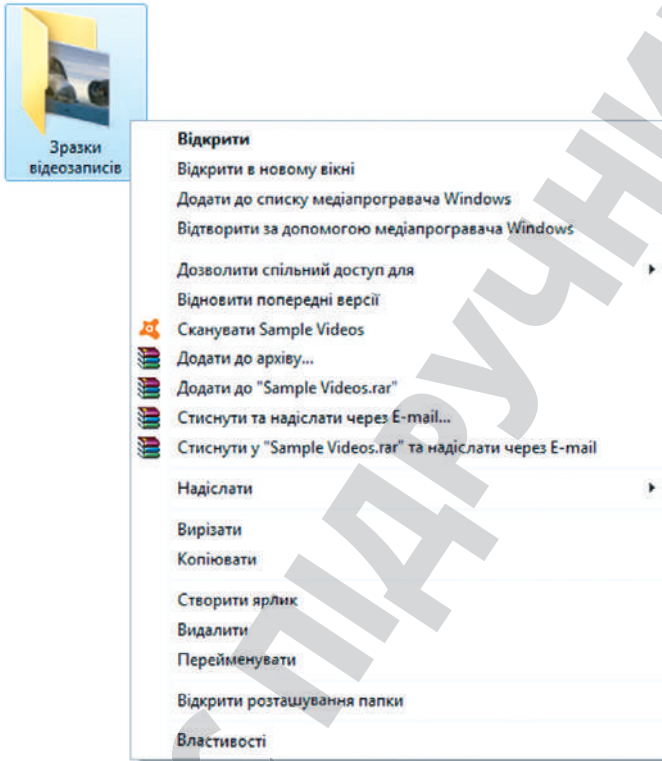 Зразки
відеозаписів
Відкрити
Відкрити в новому вікні
Додати до списку медіапрогравача Windows
Відтворити за допомогою медіапрогравача Windows
Дозволити спільний доступ для
Відновити попередні версії
Сканувати Sample Videos
Додати до архіву...
Додати до "Sample Videos.rar"
Стиснути та надіслати через E-mail...
Стиснути у "Sample Videos.rar" та надіслати через E-mail
Надіслати
Вирізати
Копіювати
Створити ярлик
Видалити
Перейменувати
Відкрити розташування папки
Властивості